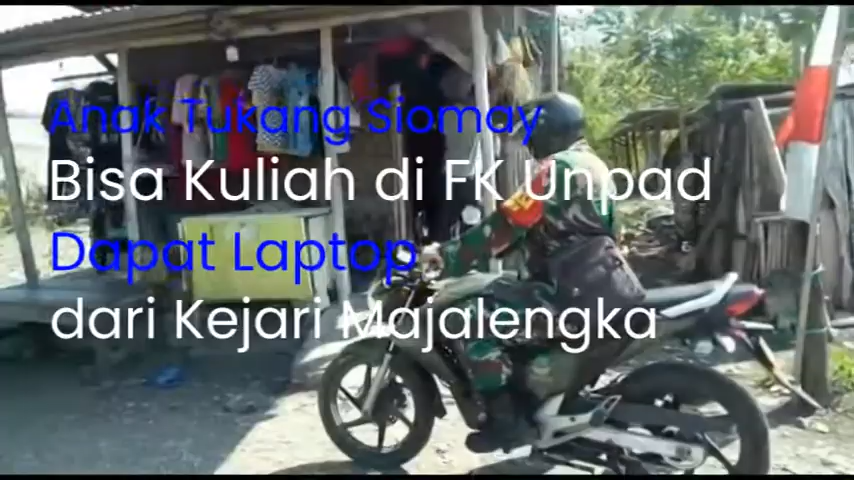 Anak Tukang Siomay
Bisa Kuliah di FK Unpad
Dapat Laptop
dari Kejari Majalengka